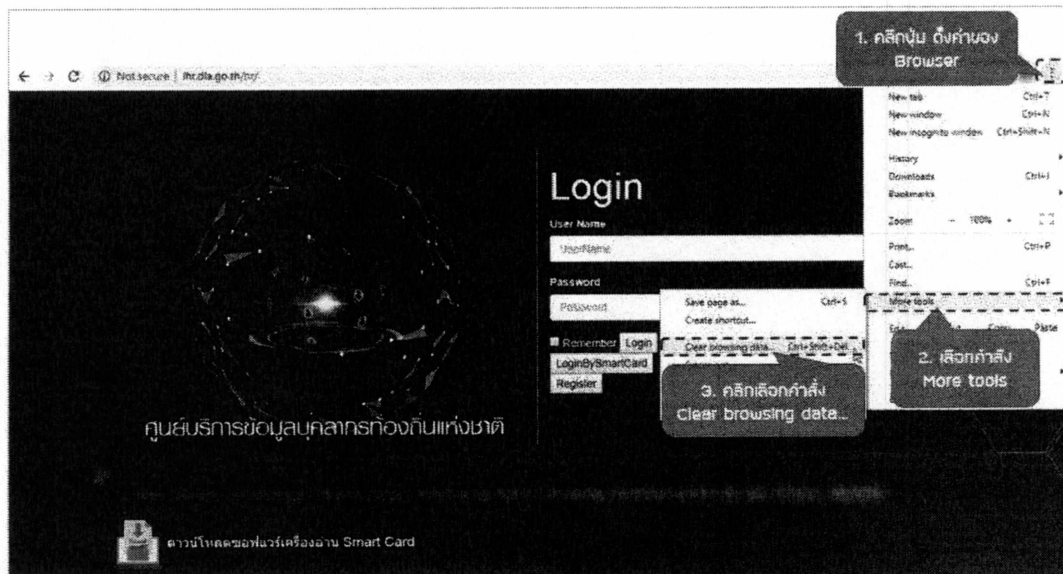 1. คลิกปุ่ม ตั้งค่าของ
Browser
Not secure | lhr.dla.go.th/hr/
New tab Ctrl+T
New window Ctrl+N
New incognito window Ctrl+Shift+N
History
Downloads Ctrl+J
Bookmarks
Zoom - 100% +
Print... Ctrl+P
Cast...
Find... Ctrl+F
More tools
Paste
2. เลือกคำสั่ง
More tools
Login
User Name
UserName
Password
Password
Remember Login
LoginBySmartCard
Register
Save page as... Ctrl+S
Create shortcut...
Clear browsing data... Ctrl+Shift+Del
3. คลิกเลือกคำสั่ง
Clear browsing data...
ศูนย์บริการข้อมูลบุคลากรท้องถิ่นแห่งชาติ
ดาวน์โหลดซอฟแวร์เครื่องอ่าน Smart Card